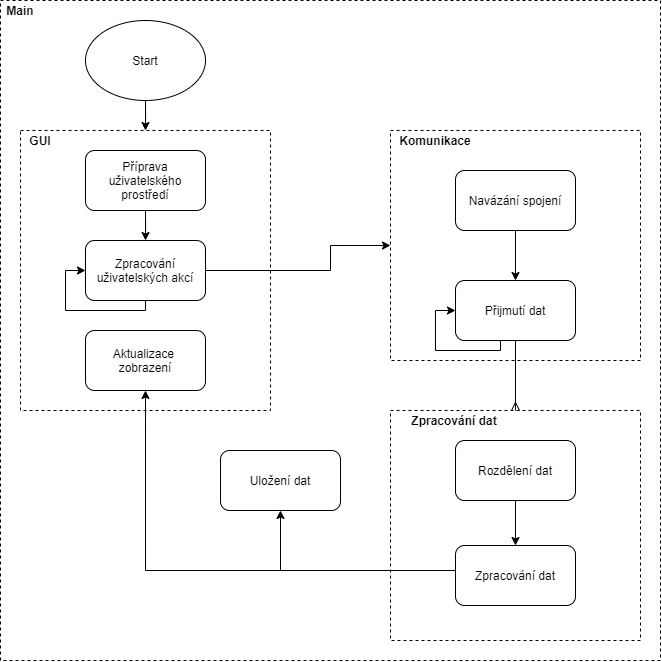 Main
Start
GUI
Příprava
uživatelského
prostředí
Zpracování
uživatelských akcí
Aktualizace
zobrazení
Komunikace
Navázání spojení
Přijmutí dat
Zpracování dat
Rozdělení dat
Zpracování dat
Uložení dat